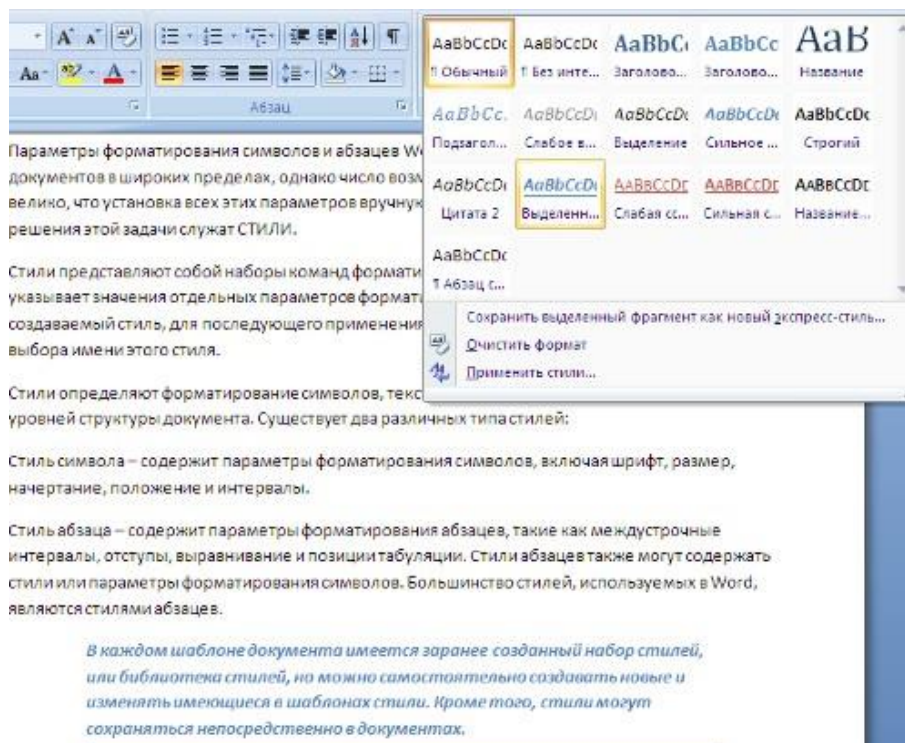 Aa
Абзац
AaBbCcDc AaBbCcDc AaBbCc AaBbCc АаВ
¶ Обычный ¶ Без инте... Заголово... Заголово... Название
AaBbCc. AaBbCcDc AaBbCcDc AaBbCcDc AaBbCcDc
Подзагол... Слабое в... Выделение Сильное ... Строгий
AaBbCcDc AaBbCcDc AaBbCcDc AaBbCcDc AaBbCcDc
Цитата 2 Выделенн... Слабая сс... Сильная с... Название...
AaBbCcDc
¶ Абзац с...
Сохранить выделенный фрагмент как новый экспресс-стиль...
Очистить формат
Применить стили...
Параметры форматирования символов и абзацев W
документов в широких пределах, однако число возм
велико, что установка всех этих параметров вручную
решения этой задачи служат СТИЛИ.
Стили представляют собой наборы команд формати
указывает значения отдельных параметров формат
создаваемый стиль, для последующего применения
выбора имени этого стиля.
Стили определяют форматирование символов, текс
уровней структуры документа. Существует два различных типа стилей:
Стиль символа – содержит параметры форматирования символов, включая шрифт, размер,
начертание, положение и интервалы.
Стиль абзаца – содержит параметры форматирования абзацев, такие как междустрочные
интервалы, отступы, выравнивание и позиции табуляции. Стили абзацев также могут содержать
стили или параметры форматирования символов. Большинство стилей, используемых в Word,
являются стилями абзацев.
В каждом шаблоне документа имеется заранее созданный набор стилей,
или библиотека стилей, но можно самостоятельно создавать новые и
изменять имеющиеся в шаблонах стили. Кроме того, стили могут
сохраняться непосредственно в документах.